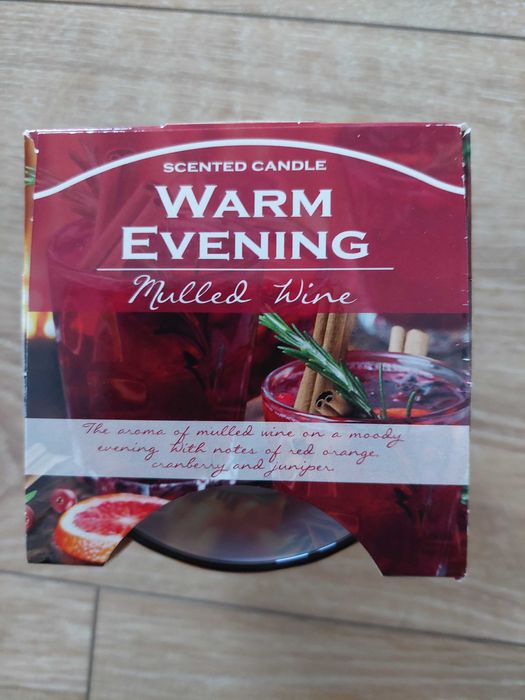 SCENTED CANDLE
WARM
EVENING
Mulled Wine
The aroma of mulled wine on a moody
evening. With notes of red orange,
cranberry and juniper.